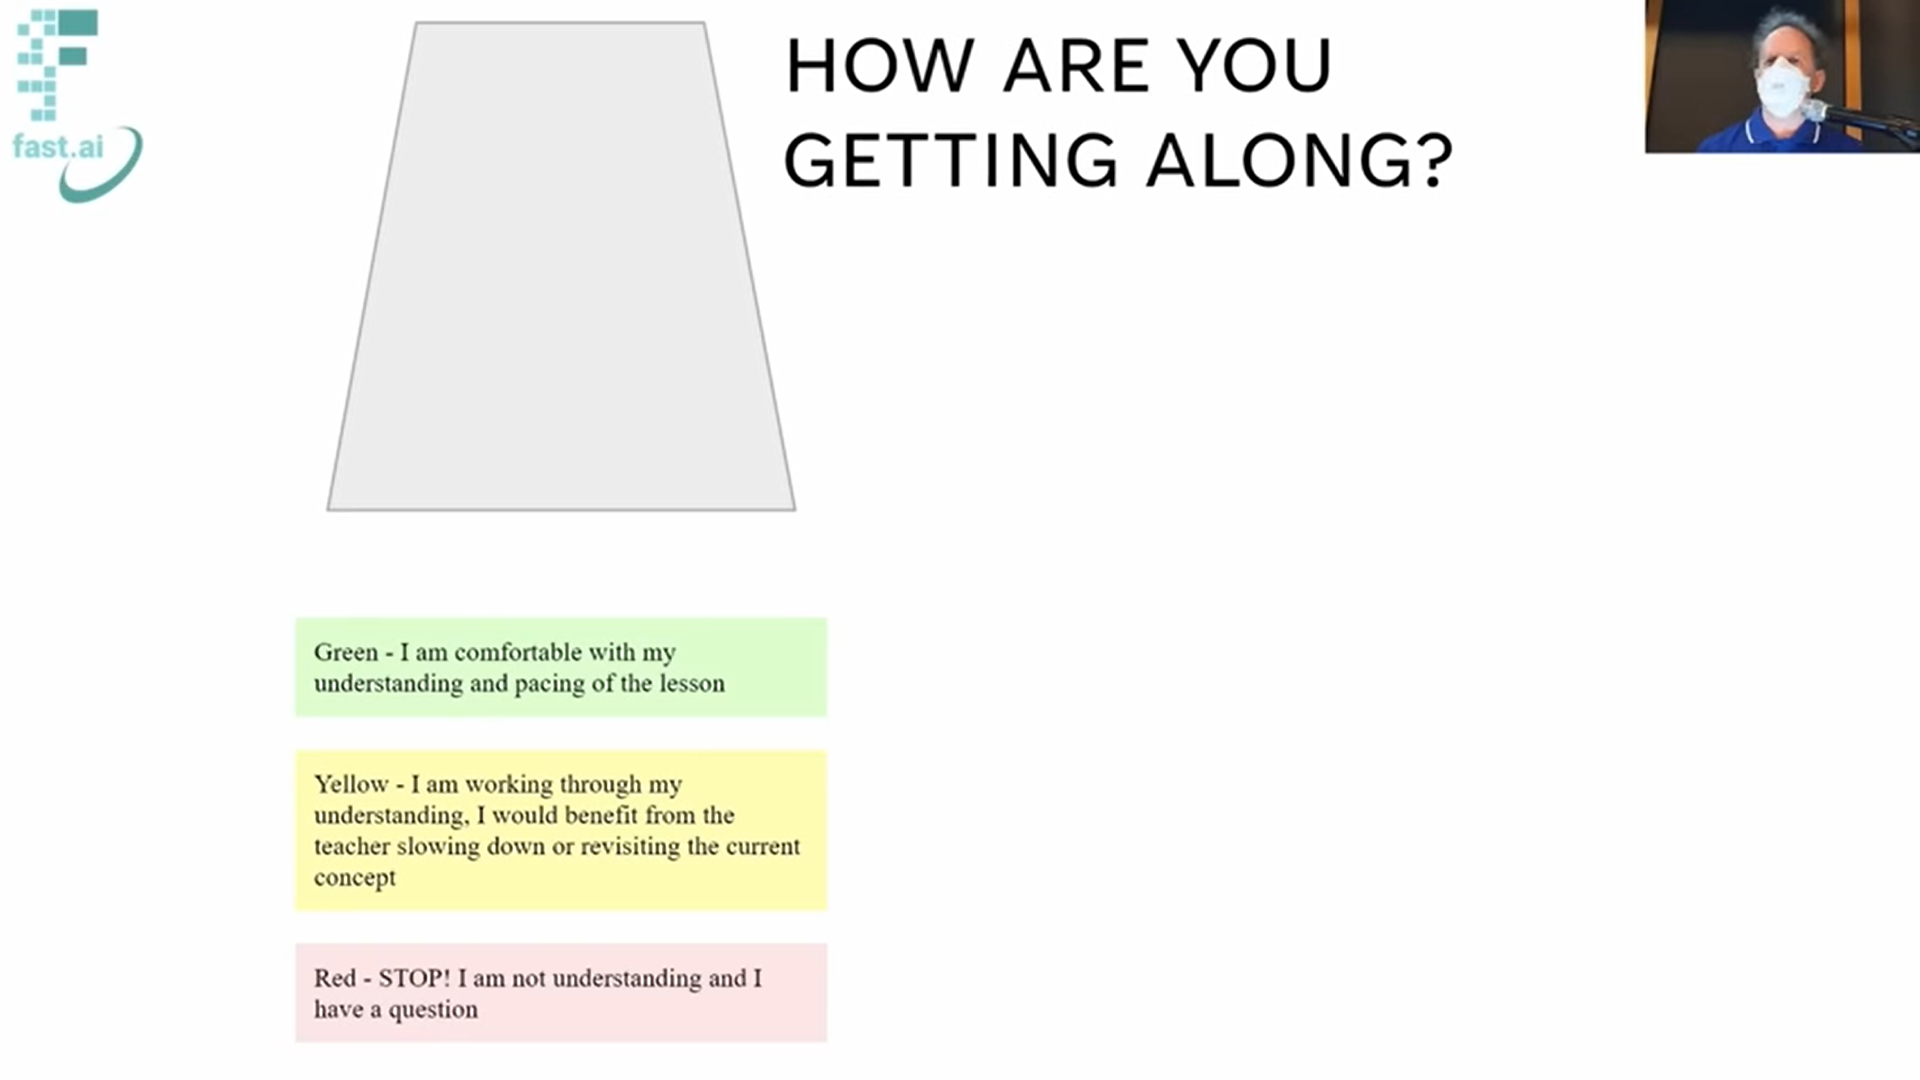 fast.ai
HOW ARE YOU
GETTING ALONG?
Green - I am comfortable with my
understanding and pacing of the lesson
Yellow - I am working through my
understanding, I would benefit from the
teacher slowing down or revisiting the current
concept
Red - STOP! I am not understanding and I
have a question